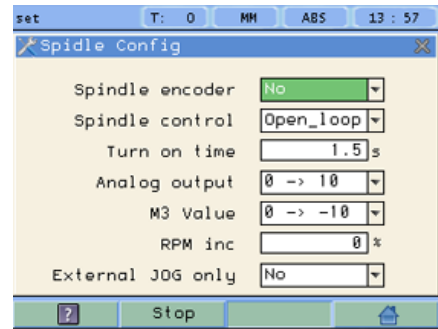 set T: 0 MM ABS 13 : 57
Spidle Config
Spindle encoder No
Spindle control Open_loop
Turn on time 1.5 s
Analog output 0 -> 10
M3 Value 0 -> -10
RPM inc 0 %
External JOG only No
? Stop